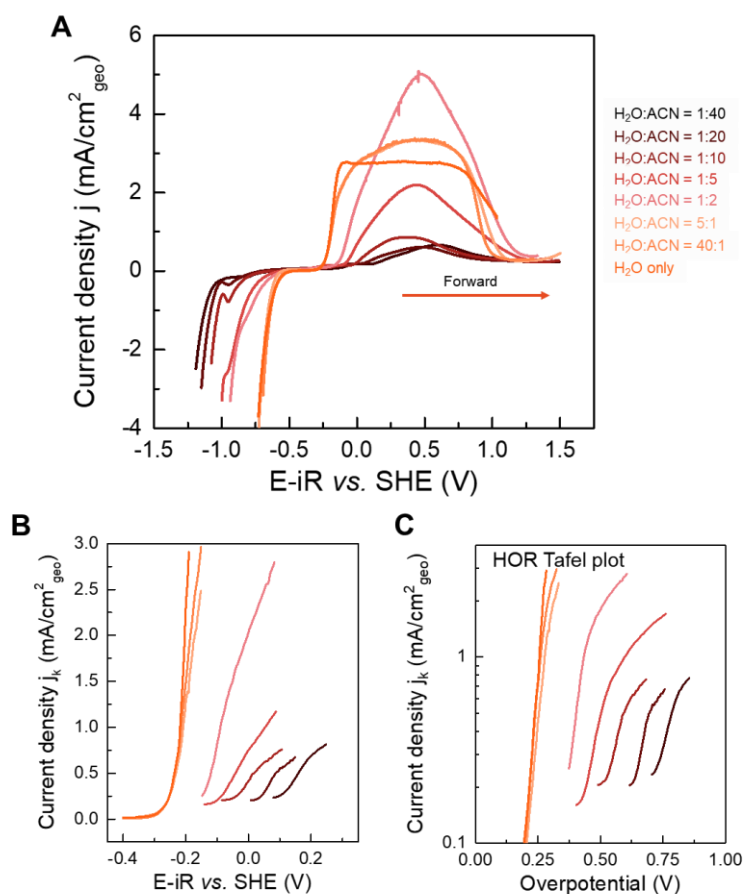 A
Current density j (mA/cm²geo)
6
4
2
0
-2
-4
-1.5
-1.0
-0.5
0.0
0.5
1.0
1.5
E-iR vs. SHE (V)
Forward
H₂O:ACN = 1:40
H₂O:ACN = 1:20
H₂O:ACN = 1:10
H₂O:ACN = 1:5
H₂O:ACN = 1:2
H₂O:ACN = 5:1
H₂O:ACN = 40:1
H₂O only
B
Current density jₖ (mA/cm²geo)
3.0
2.5
2.0
1.5
1.0
0.5
0.0
-0.4
-0.2
0.0
0.2
E-iR vs. SHE (V)
C
HOR Tafel plot
Current density jₖ (mA/cm²geo)
1
0.1
0.00
0.25
0.50
0.75
1.00
Overpotential (V)